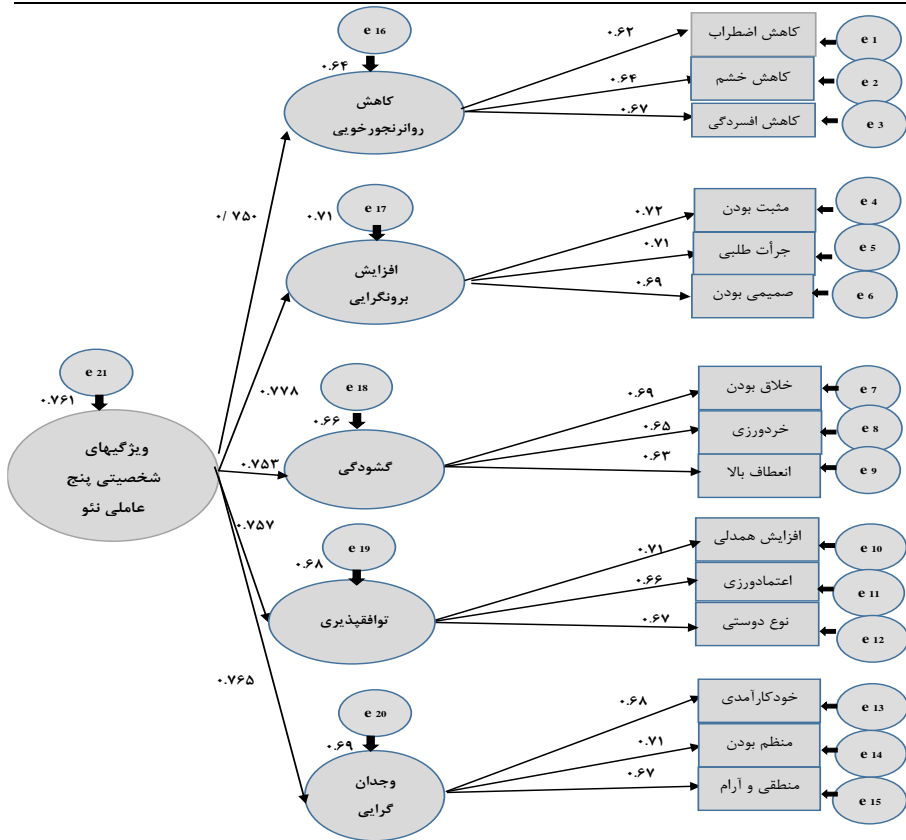 e 16
۰.۶۴
کاهش
روانرنجورخویی
۰.۶۲
۰.۶۴
۰.۶۷
کاهش اضطراب
کاهش خشم
کاهش افسردگی
e 1
e 2
e 3
۰/ ۷۵۰
e 17
۰.۷۱
افزایش
برونگرایی
۰.۷۲
۰.۷۱
۰.۶۹
مثبت بودن
جرأت طلبی
صمیمی بودن
e 4
e 5
e 6
e 21
۰.۷۶۱
ویژگیهای
شخصیتی پنج
عاملی نئو
۰.۷۷۸
e 18
۰.۶۶
گشودگی
۰.۷۵۳
۰.۶۹
۰.۶۵
۰.۶۳
خلاق بودن
خردورزی
انعطاف بالا
e 7
e 8
e 9
۰.۷۵۷
e 19
۰.۶۸
توافقپذیری
۰.۷۱
۰.۶۶
۰.۶۷
افزایش همدلی
اعتمادورزی
نوع دوستی
e 10
e 11
e 12
۰.۷۶۵
e 20
۰.۶۹
وجدان
گرایی
۰.۶۸
۰.۷۱
۰.۶۷
خودکارآمدی
منظم بودن
منطقی و آرام
e 13
e 14
e 15